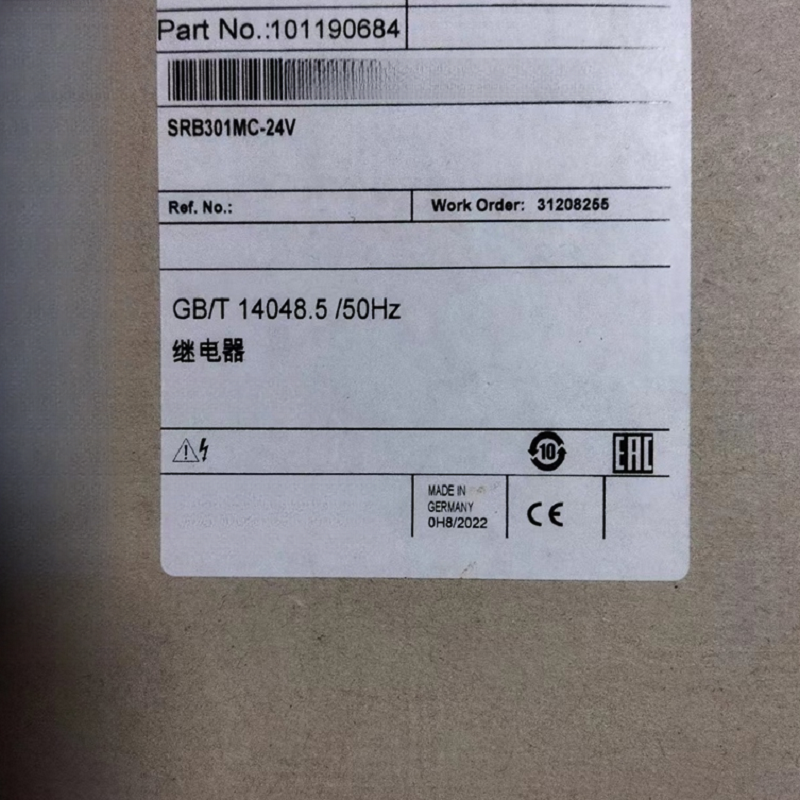 Part No.:101190684
SRB301MC-24V
Ref. No.:
Work Order: 31208255
GB/T 14048.5 /50Hz
继电器
10
EAC
MADE IN
GERMANY
0H8/2022
CE